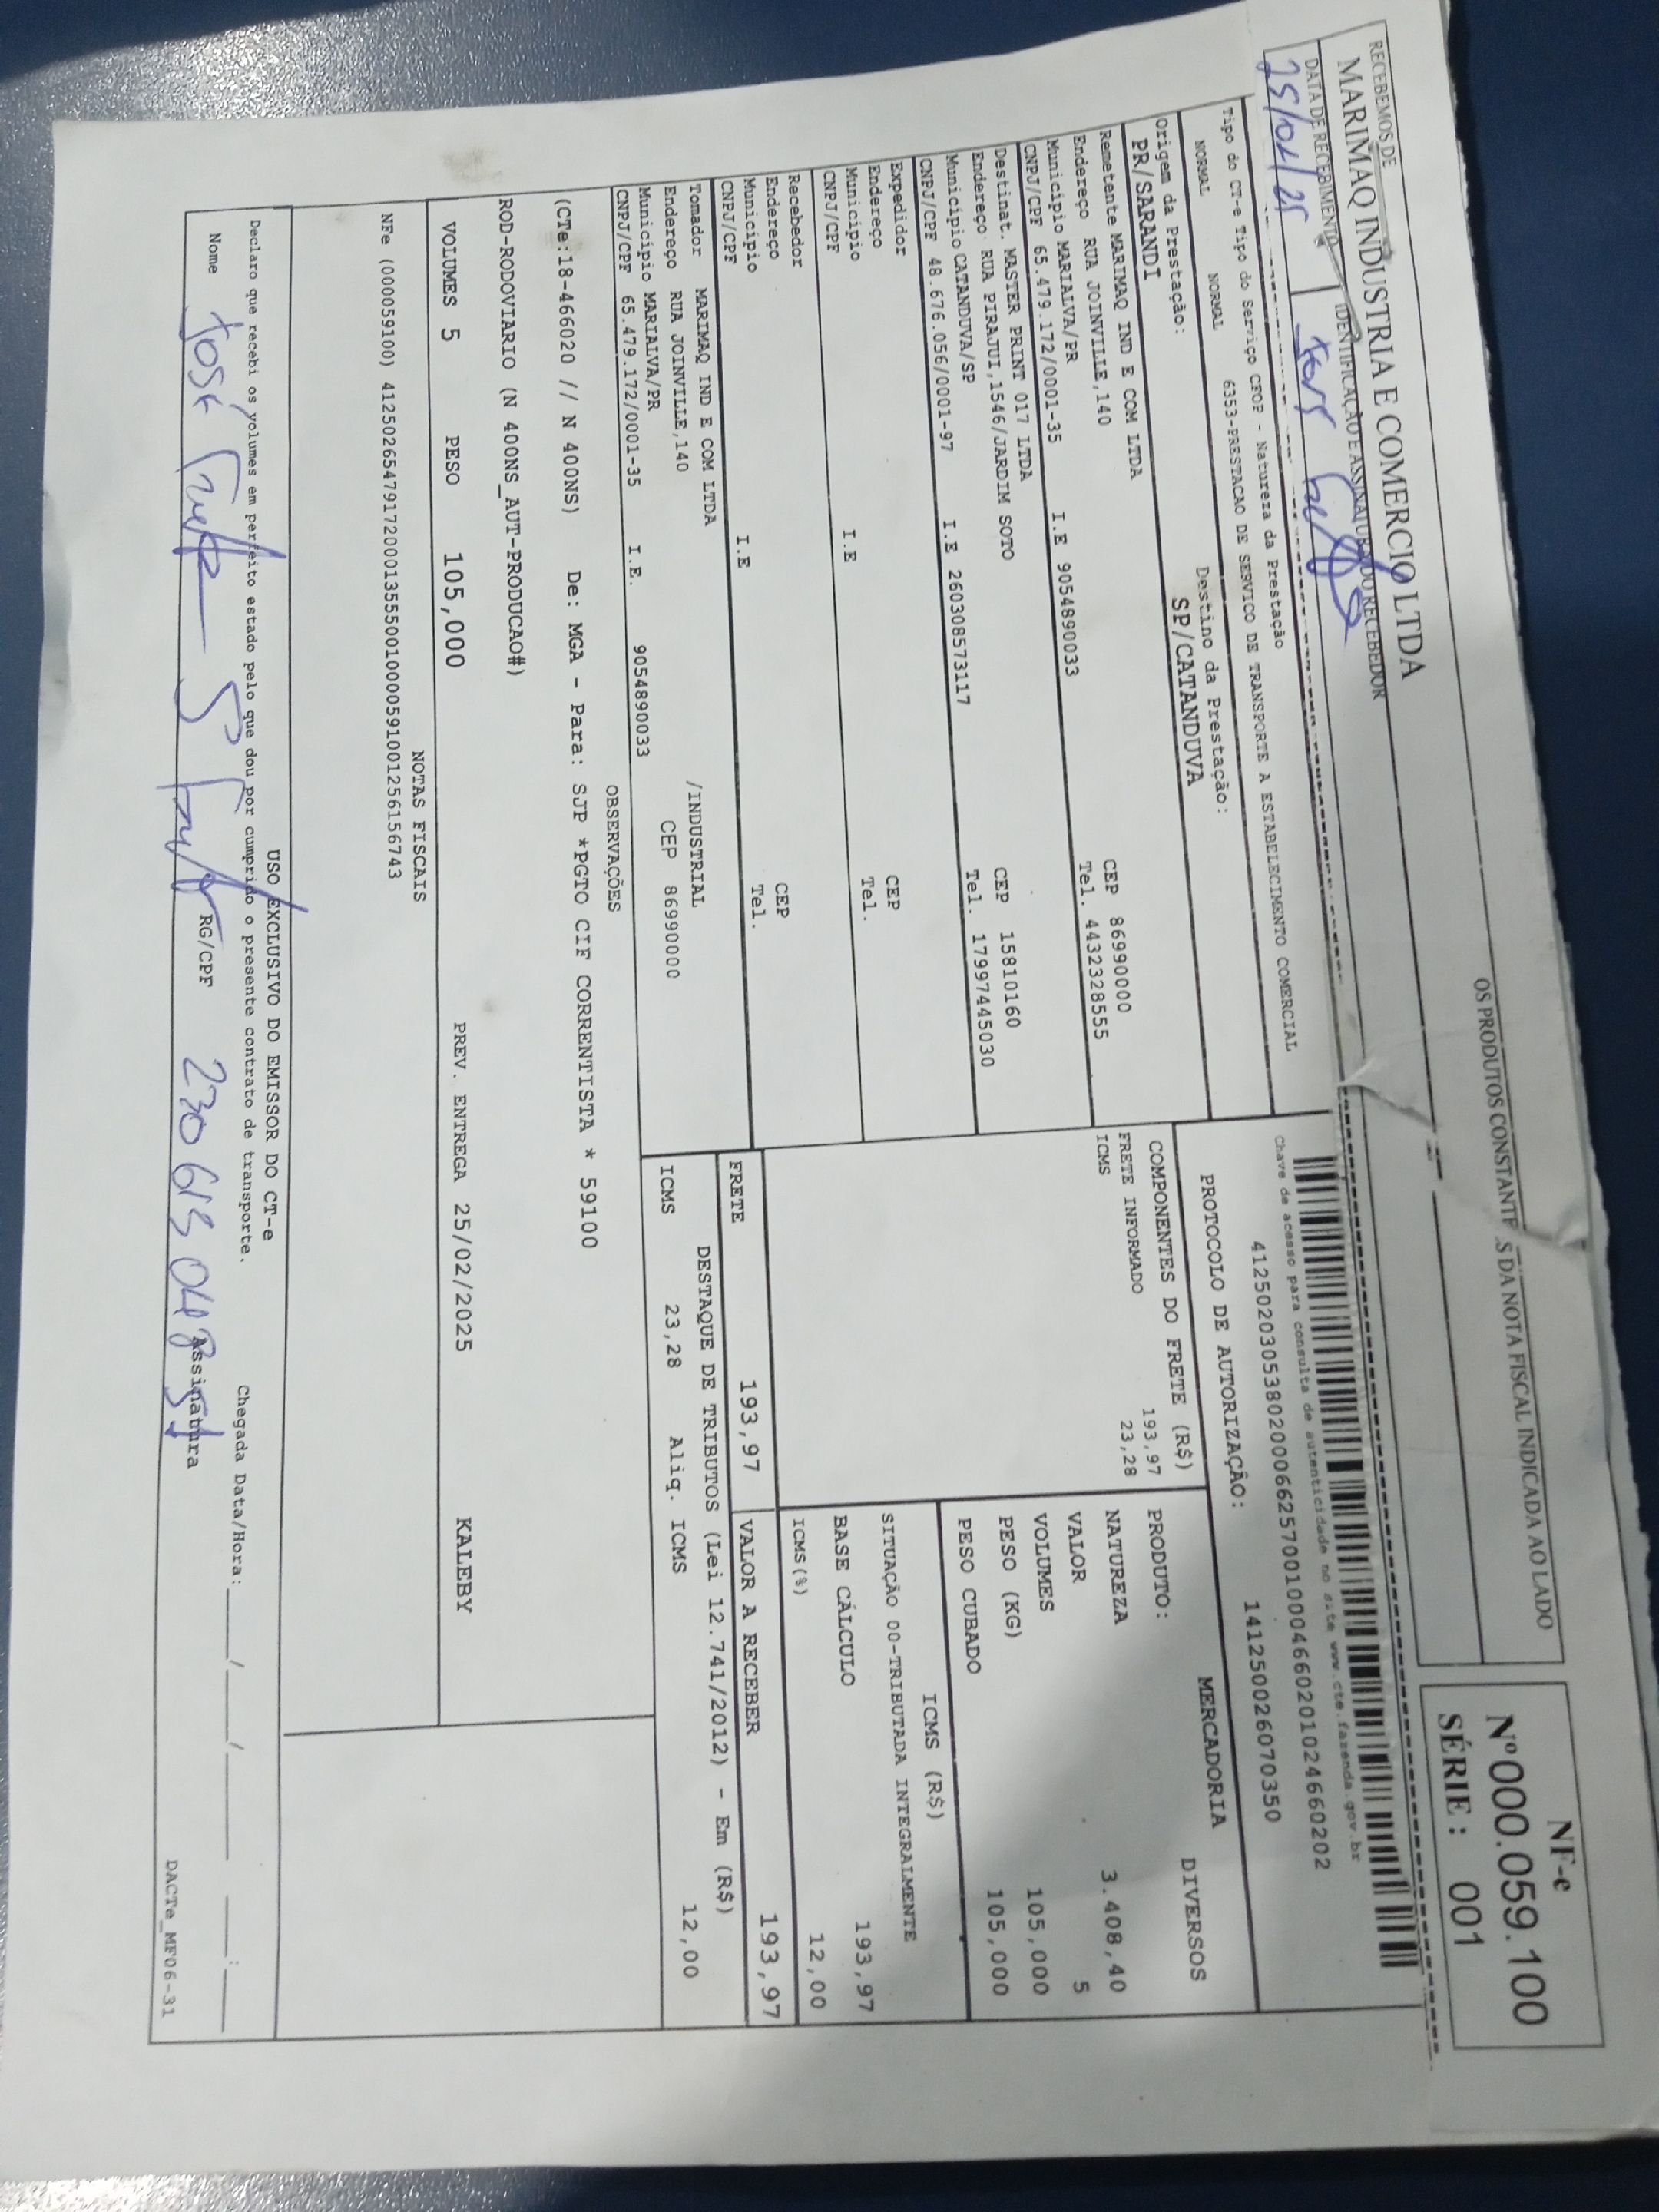 RECEBEMOS DE
MARIMAQ INDUSTRIA E COMERCIO LTDA
OS PRODUTOS CONSTANTES DA NOTA FISCAL INDICADA AO LADO
NF-e
Nº000.059.100
SÉRIE: 001
DATA DE RECEBIMENTO
IDENTIFICAÇÃO E ASSINATURA DO RECEBEDOR
25/02/25
Chave de acesso para consulta de autenticidade no site www.cte.fazenda.gov.br
41250203053802000662570010004660201024660202
Tipo do CT-e Tipo do Serviço CFOP - Natureza da Prestação
NORMAL NORMAL 6353-PRESTACAO DE SERVICO DE TRANSPORTE A ESTABELECIMENTO COMERCIAL
PROTOCOLO DE AUTORIZAÇÃO: 141250026070350
Origem da Prestação: Destino da Prestação:
PR/SARANDI SP/CATANDUVA
Remetente MARIMAQ IND E COM LTDA
Endereço RUA JOINVILLE,140 CEP 86990000
Município MARIALVA/PR Tel. 4432328555
CNPJ/CPF 65.479.172/0001-35 I.E 9054890033
Destinat. MASTER PRINT 017 LTDA
Endereço RUA PIRAJUI,1546/JARDIM SOTO CEP 15810160
Município CATANDUVA/SP Tel. 17997445030
CNPJ/CPF 48.676.056/0001-97 I.E 260308573117
Expedidor
Endereço CEP
Município Tel.
CNPJ/CPF I.E
Recebedor
Endereço CEP
Município Tel.
CNPJ/CPF I.E
Tomador MARIMAQ IND E COM LTDA
Endereço RUA JOINVILLE,140 /INDUSTRIAL
Município MARIALVA/PR CEP 86990000
CNPJ/CPF 65.479.172/0001-35 I.E. 9054890033
COMPONENTES DO FRETE (R$)
FRETE INFORMADO 193,97
ICMS 23,28
MERCADORIA
PRODUTO: DIVERSOS
NATUREZA
VALOR 3.408,40
VOLUMES 5
PESO (KG) 105,000
PESO CUBADO 105,000
ICMS (R$)
SITUAÇÃO 00-TRIBUTADA INTEGRALMENTE
BASE CÁLCULO 193,97
ICMS(%) 12,00
FRETE 193,97 VALOR A RECEBER 193,97
DESTAQUE DE TRIBUTOS (Lei 12.741/2012) - Em (R$)
ICMS 23,28 Aliq. ICMS 12,00
OBSERVAÇÕES
(CTe:18-466020 // N 400NS) De: MGA - Para: SJP *PGTO CIF CORRENTISTA * 59100
ROD-RODOVIARIO (N 400NS_AUT-PRODUCAO#)
VOLUMES 5 PESO 105,000 PREV. ENTREGA 25/02/2025 KALEBY
NOTAS FISCAIS
NFe (000059100) 41250265479172000135550010000591001256156743
USO EXCLUSIVO DO EMISSOR DO CT-e
Declaro que recebi os volumes em perfeito estado pelo que dou por cumprido o presente contrato de transporte.
Chegada Data/Hora:____/____/____ ____:____
Nome RG/CPF Assinatura
DACTe_MF06-31